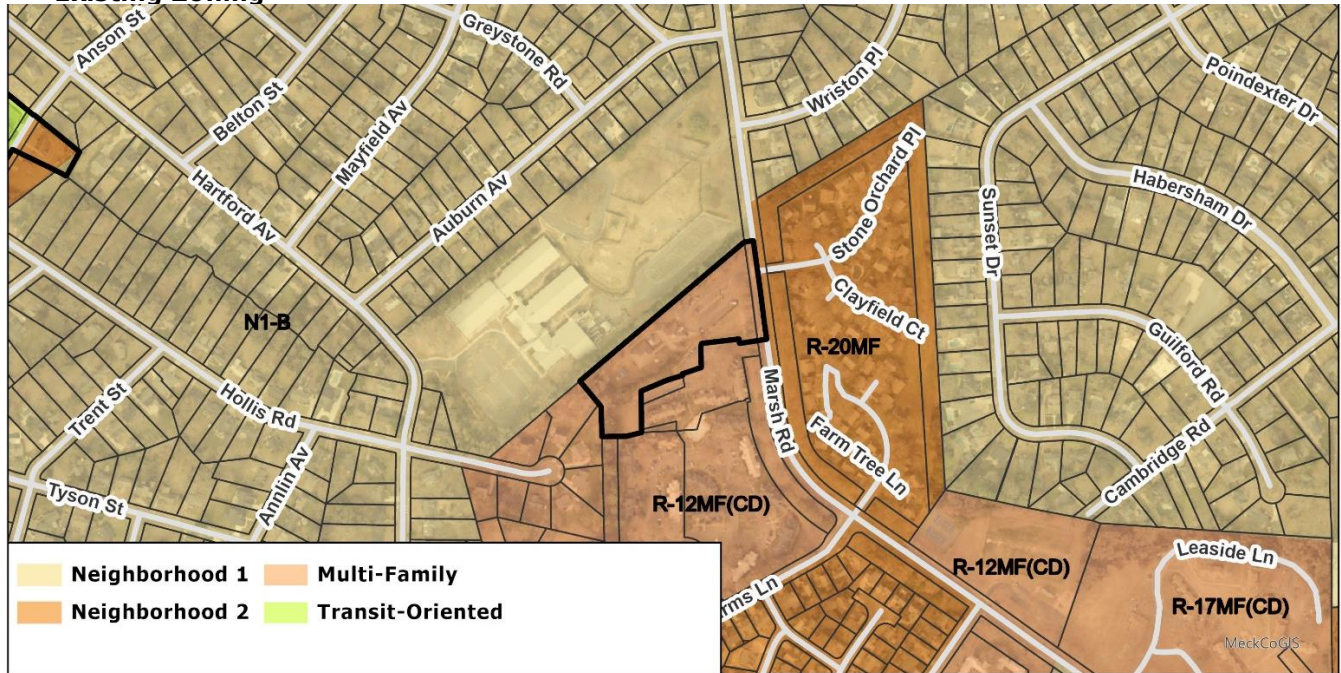 Existing Zoning
Anson St
Belton St
Greystone Rd
Mayfield Av
Auburn Av
Hartford Av
Wriston Pl
Poindexter Dr
Stone Orchard Pl
Habersham Dr
Sunset Dr
Clayfield Ct
Guilford Rd
N1-B
R-20MF
Hollis Rd
Trent St
Marsh Rd
Farm Tree Ln
Cambridge Rd
Annlin Av
Tyson St
R-12MF(CD)
R-12MF(CD)
Leaside Ln
R-17MF(CD)
rms Ln
MeckCoGIS
Neighborhood 1
Multi-Family
Neighborhood 2
Transit-Oriented